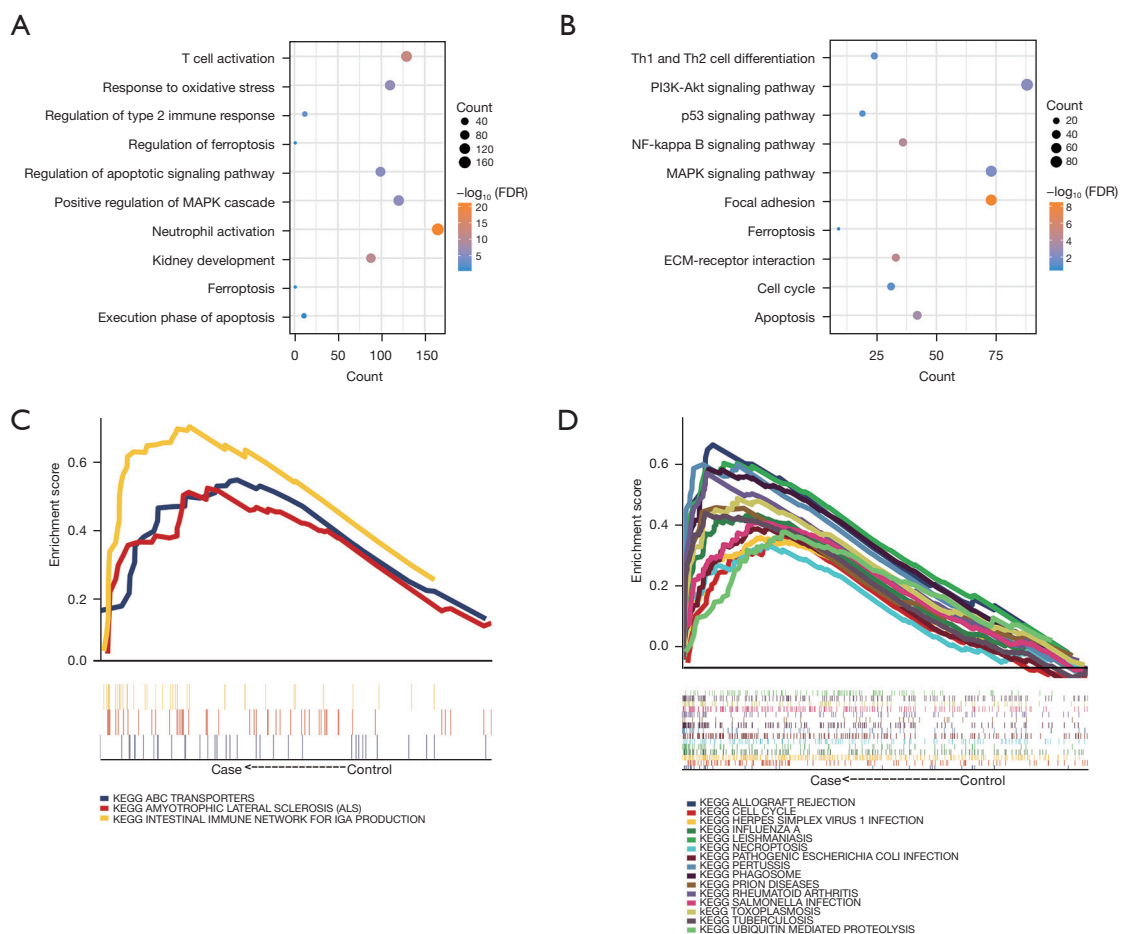 A
T cell activation
Response to oxidative stress
Regulation of type 2 immune response
Regulation of ferroptosis
Regulation of apoptotic signaling pathway
Positive regulation of MAPK cascade
Neutrophil activation
Kidney development
Ferroptosis
Execution phase of apoptosis
0 50 100 150
Count
Count
40
80
120
160
−log10 (FDR)
20
15
10
5
B
Th1 and Th2 cell differentiation
PI3K-Akt signaling pathway
p53 signaling pathway
NF-kappa B signaling pathway
MAPK signaling pathway
Focal adhesion
Ferroptosis
ECM-receptor interaction
Cell cycle
Apoptosis
25 50 75
Count
Count
20
40
60
80
−log10 (FDR)
8
6
4
2
C
Enrichment score
0.6
0.4
0.2
0.0
Case Control
KEGG ABC TRANSPORTERS
KEGG AMYOTROPHIC LATERAL SCLEROSIS (ALS)
KEGG INTESTINAL IMMUNE NETWORK FOR IGA PRODUCTION
D
Enrichment score
0.6
0.4
0.2
0.0
Case Control
KEGG ALLOGRAFT REJECTION
KEGG CELL CYCLE
KEGG HERPES SIMPLEX VIRUS 1 INFECTION
KEGG INFLUENZA A
KEGG LEISHMANIASIS
KEGG NECROPTOSIS
KEGG PATHOGENIC ESCHERICHIA COLI INFECTION
KEGG PERTUSSIS
KEGG PHAGOSOME
KEGG PRION DISEASES
KEGG RHEUMATOID ARTHRITIS
KEGG SALMONELLA INFECTION
kEGG TOXOPLASMOSIS
KEGG TUBERCULOSIS
KEGG UBIQUITIN MEDIATED PROTEOLYSIS